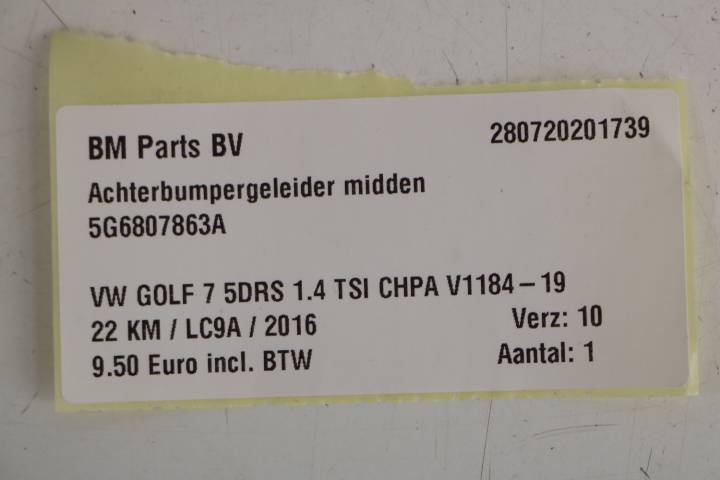 BM Parts BV 280720201739
Achterbumpergeleider midden
5G6807863A
VW GOLF 7 5DRS 1.4 TSI CHPA V1184-19
22 KM / LC9A / 2016 Verz: 10
9.50 Euro incl. BTW Aantal: 1